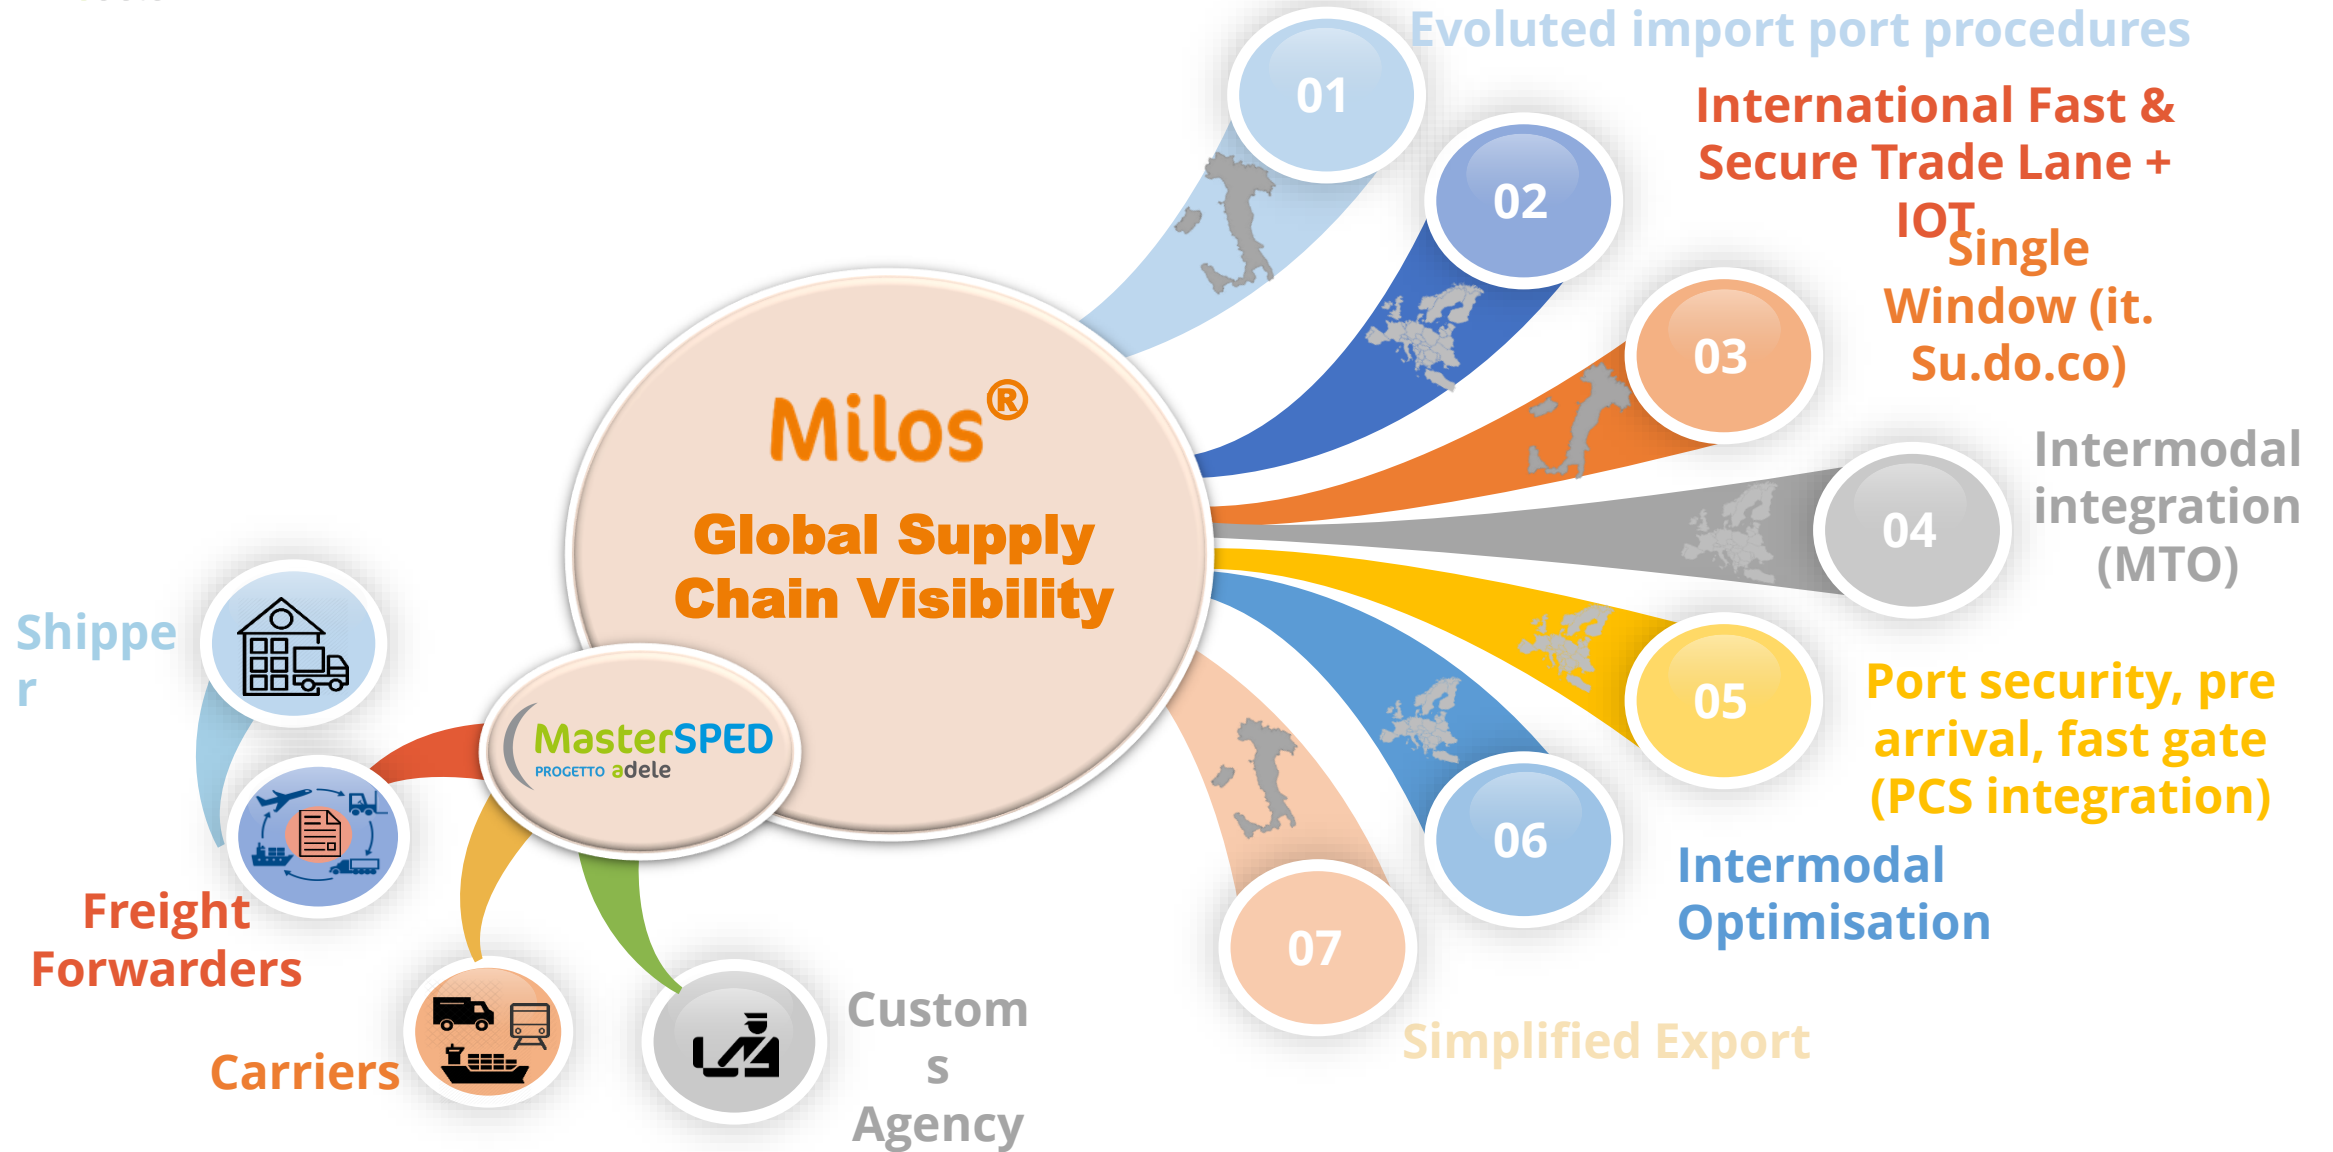 Evoluted import port procedures
01
International Fast &
Secure Trade Lane +
IOT
02
Single
Window (it.
Su.do.co)
03
Milos®
Global Supply
Chain Visibility
Intermodal
integration
(MTO)
04
Shippe
r
Port security, pre
arrival, fast gate
(PCS integration)
05
MasterSPED
PROGETTO adele
06
Intermodal
Optimisation
Freight
Forwarders
07
Simplified Export
Carriers
Custom
s
Agency